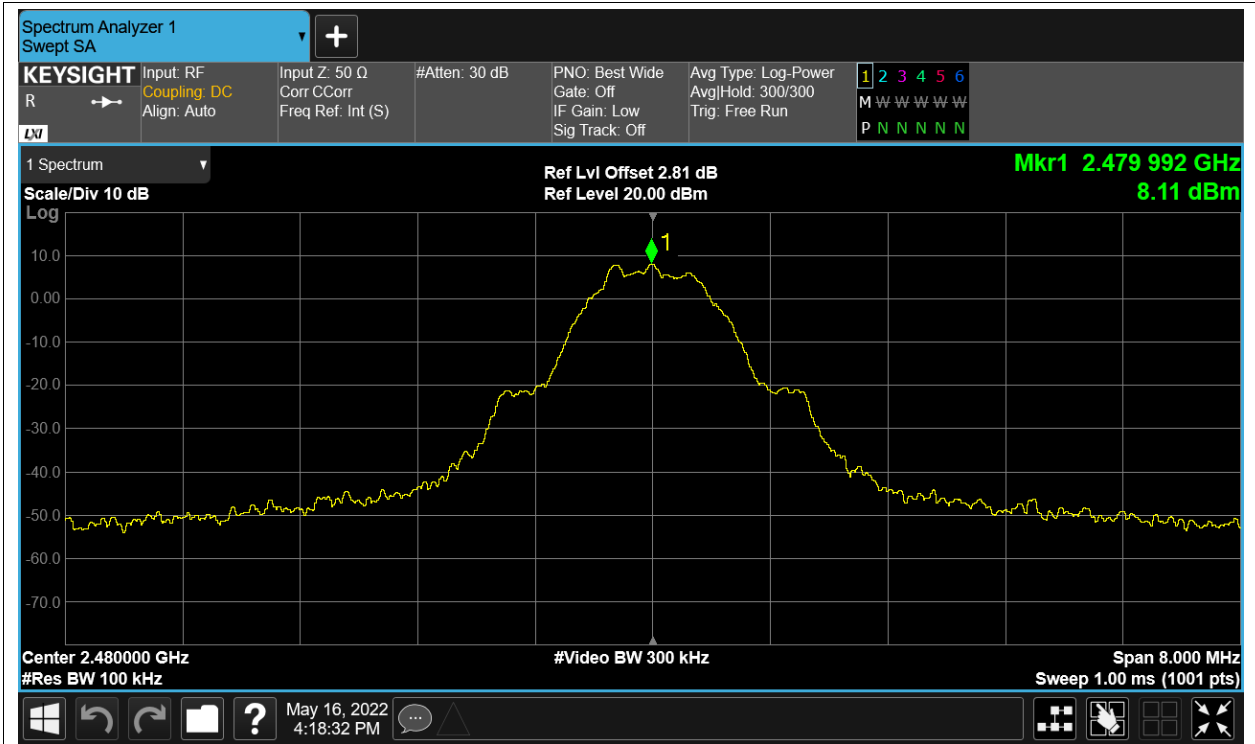 Spectrum Analyzer 1
Swept SA
KEYSIGHT
R
LXI
Input: RF
Coupling: DC
Align: Auto
Input Z: 50 Ω
Corr CCorr
Freq Ref: Int (S)
#Atten: 30 dB
PNO: Best Wide
Gate: Off
IF Gain: Low
Sig Track: Off
Avg Type: Log-Power
Avg|Hold: 300/300
Trig: Free Run
1 2 3 4 5 6
M W W W W W
P N N N N N
1 Spectrum
Scale/Div 10 dB
Log
Ref Lvl Offset 2.81 dB
Ref Level 20.00 dBm
Mkr1 2.479 992 GHz
8.11 dBm
1
10.0
0.00
-10.0
-20.0
-30.0
-40.0
-50.0
-60.0
-70.0
Center 2.480000 GHz
#Res BW 100 kHz
#Video BW 300 kHz
Span 8.000 MHz
Sweep 1.00 ms (1001 pts)
?
May 16, 2022
4:18:32 PM